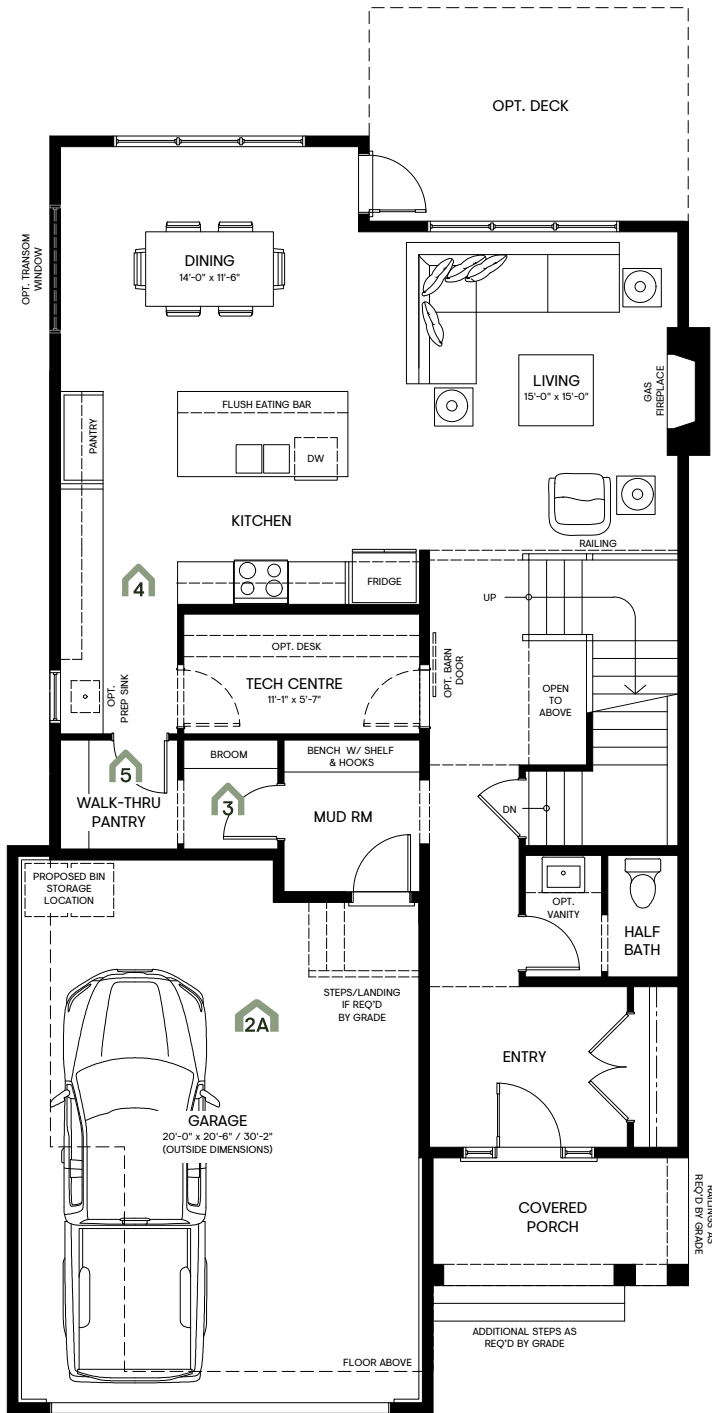 OPT. DECK
OPT. TRANSOM
WINDOW
DINING
14'-0" x 11'-6"
LIVING
15'-0" x 15'-0"
GAS
FIREPLACE
PANTRY
FLUSH EATING BAR
DW
KITCHEN
RAILING
4
FRIDGE
UP
OPT. DESK
TECH CENTRE
11'-1" x 5'-7"
OPT. BARN
DOOR
OPT.
PREP SINK
OPEN
TO
ABOVE
5
WALK-THRU
PANTRY
BROOM
3
BENCH W/ SHELF
& HOOKS
MUD RM
DN
PROPOSED BIN
STORAGE
LOCATION
OPT.
VANITY
HALF
BATH
STEPS/LANDING
IF REQ'D
BY GRADE
2A
ENTRY
GARAGE
20'-0" x 20'-6" / 30'-2"
(OUTSIDE DIMENSIONS)
COVERED
PORCH
RAILINGS AS
REQ'D BY GRADE
ADDITIONAL STEPS AS
REQ'D BY GRADE
FLOOR ABOVE